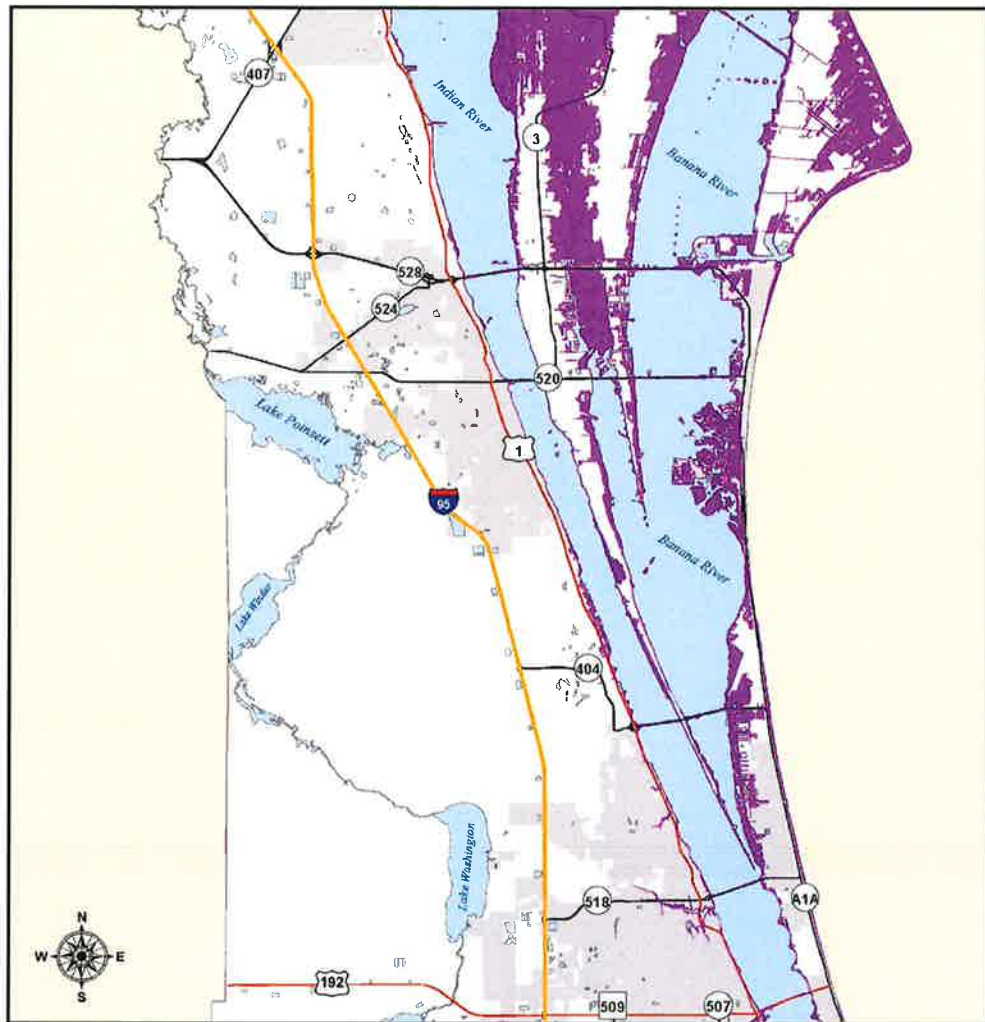 407
Indian River
3
Banana River
528
524
520
Lake Poinsett
1
95
Banana River
Lake Winder
404
Lake Washington
518
A1A
N
W
E
S
192
509
507